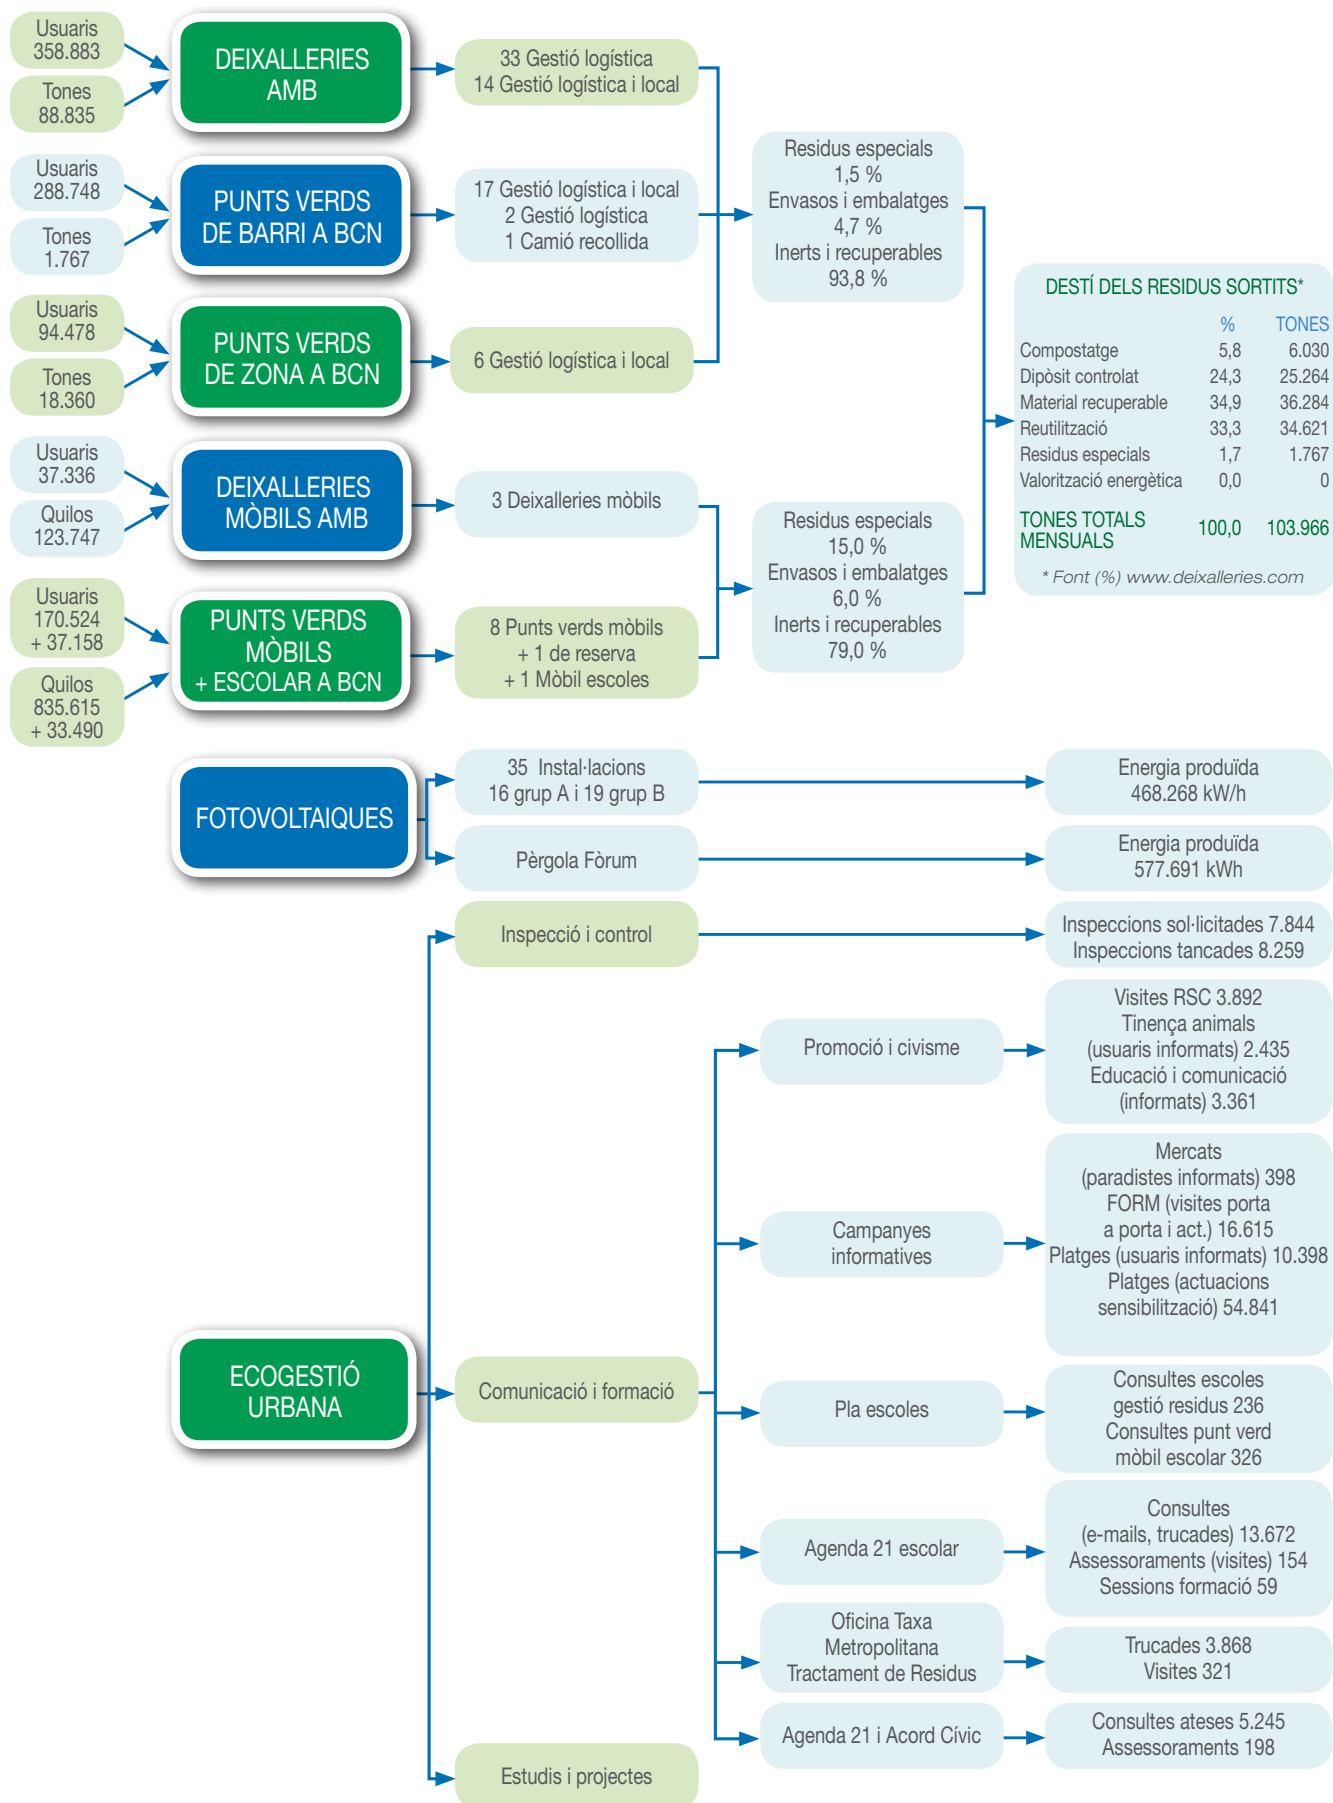 Usuaris
358.883
Tones
88.835
DEIXALLERIES
AMB
33 Gestió logística
14 Gestió logística i local
Usuaris
288.748
Tones
1.767
PUNTS VERDS
DE BARRI A BCN
17 Gestió logística i local
2 Gestió logística
1 Camió recollida
Usuaris
94.478
Tones
18.360
PUNTS VERDS
DE ZONA A BCN
6 Gestió logística i local
Residus especials
1,5 %
Envasos i embalatges
4,7 %
Inerts i recuperables
93,8 %
Usuaris
37.336
Quilos
123.747
DEIXALLERIES
MÒBILS AMB
3 Deixalleries mòbils
Usuaris
170.524
+ 37.158
Quilos
835.615
+ 33.490
PUNTS VERDS
MÒBILS
+ ESCOLAR A BCN
8 Punts verds mòbils
+ 1 de reserva
+ 1 Mòbil escoles
Residus especials
15,0 %
Envasos i embalatges
6,0 %
Inerts i recuperables
79,0 %
DESTÍ DELS RESIDUS SORTITS*
% TONES
Compostatge 5,8 6.030
Dipòsit controlat 24,3 25.264
Material recuperable 34,9 36.284
Reutilització 33,3 34.621
Residus especials 1,7 1.767
Valorització energètica 0,0 0
TONES TOTALS
MENSUALS 100,0 103.966
* Font (%) www.deixalleries.com
FOTOVOLTAIQUES
35 Instal·lacions
16 grup A i 19 grup B
Energia produïda
468.268 kW/h
Pèrgola Fòrum
Energia produïda
577.691 kWh
ECOGESTIÓ
URBANA
Inspecció i control
Inspeccions sol·licitades 7.844
Inspeccions tancades 8.259
Comunicació i formació
Promoció i civisme
Visites RSC 3.892
Tinença animals
(usuaris informats) 2.435
Educació i comunicació
(informats) 3.361
Campanyes
informatives
Mercats
(paradistes informats) 398
FORM (visites porta
a porta i act.) 16.615
Platges (usuaris informats) 10.398
Platges (actuacions
sensibilització) 54.841
Pla escoles
Consultes escoles
gestió residus 236
Consultes punt verd
mòbil escolar 326
Agenda 21 escolar
Consultes
(e-mails, trucades) 13.672
Assessoraments (visites) 154
Sessions formació 59
Oficina Taxa
Metropolitana
Tractament de Residus
Trucades 3.868
Visites 321
Agenda 21 i Acord Cívic
Consultes ateses 5.245
Assessoraments 198
Estudis i projectes